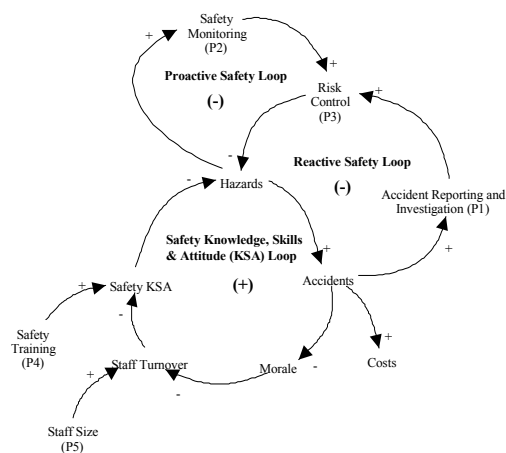 Safety
Monitoring
(P2)
+
+
Proactive Safety Loop
(-)
Risk
Control
(P3)
+
-
Reactive Safety Loop
(-)
Hazards
-
Accident Reporting and
Investigation (P1)
Safety Knowledge, Skills
& Attitude (KSA) Loop
(+)
+
+
Accidents
Safety KSA
+
-
Safety
Training
(P4)
+
Costs
Staff Turnover
Morale
-
+
-
Staff Size
(P5)